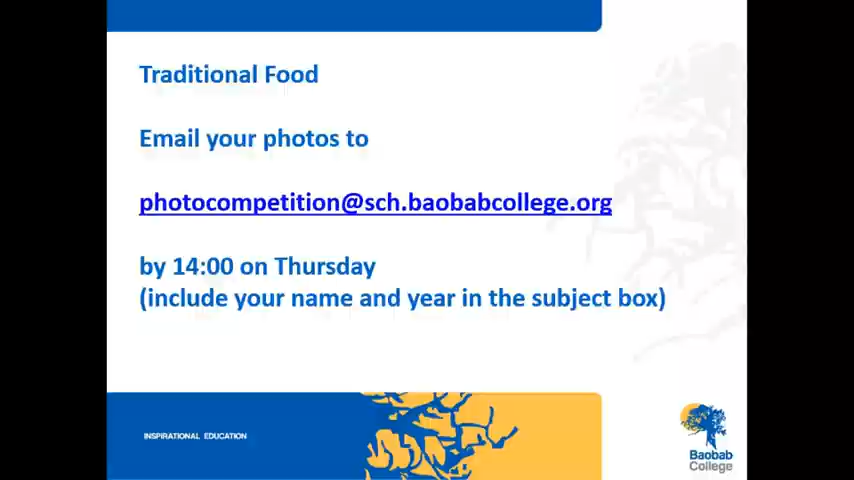 Traditional Food
Email your photos to
photocompetition@sch.baobabcollege.org
by 14:00 on Thursday
(include your name and year in the subject box)
INSPIRATIONAL EDUCATION
Baobab
College